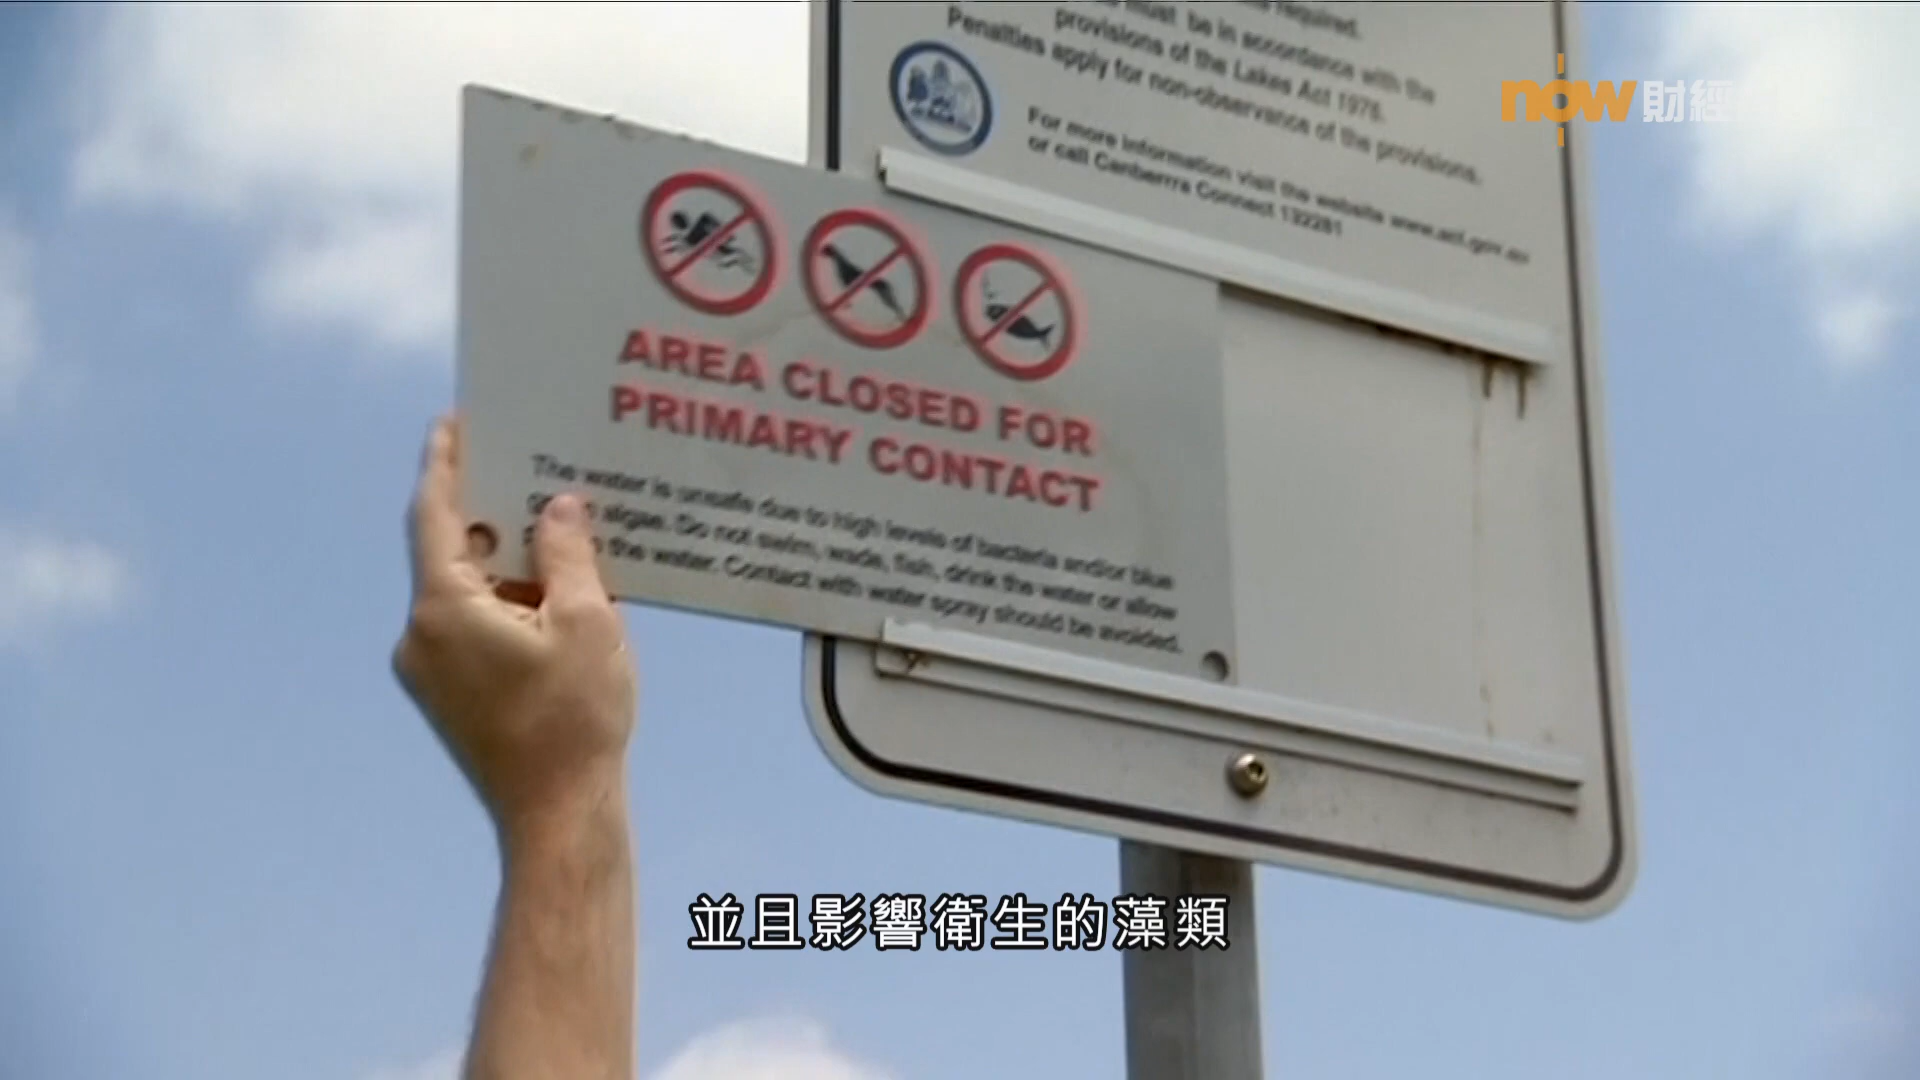 must be in accordance with the
provisions of the Lakes Act 1976.
Penalties apply for non-observance of the provisions.
For more information visit the website www.act.gov.au
or call Canberra Connect 132281
now 財經
AREA CLOSED FOR
PRIMARY CONTACT
The water is unsafe due to high levels of bacteria and/or blue
algae. Do not swim, wade, fish, drink the water or allow
the water. Contact with water spray should be avoided.
並且影響衛生的藻類